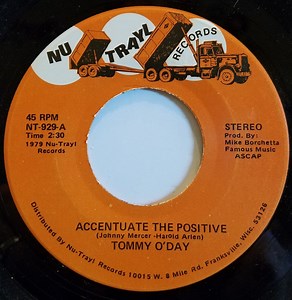 NU TRAYL
RECORDS
45 RPM
NT-929-A
Time: 2:30
1979 Nu-Trayl
Records
STEREO
Prod. By:
Mike Borchetta
Famous Music
ASCAP
ACCENTUATE THE POSITIVE
(Johnny Mercer-Harold Arlen)
TOMMY O'DAY
Distributed By Nu-Trayl Records 10015 W. 8 Mile Rd. Franksville, Wisc 53126